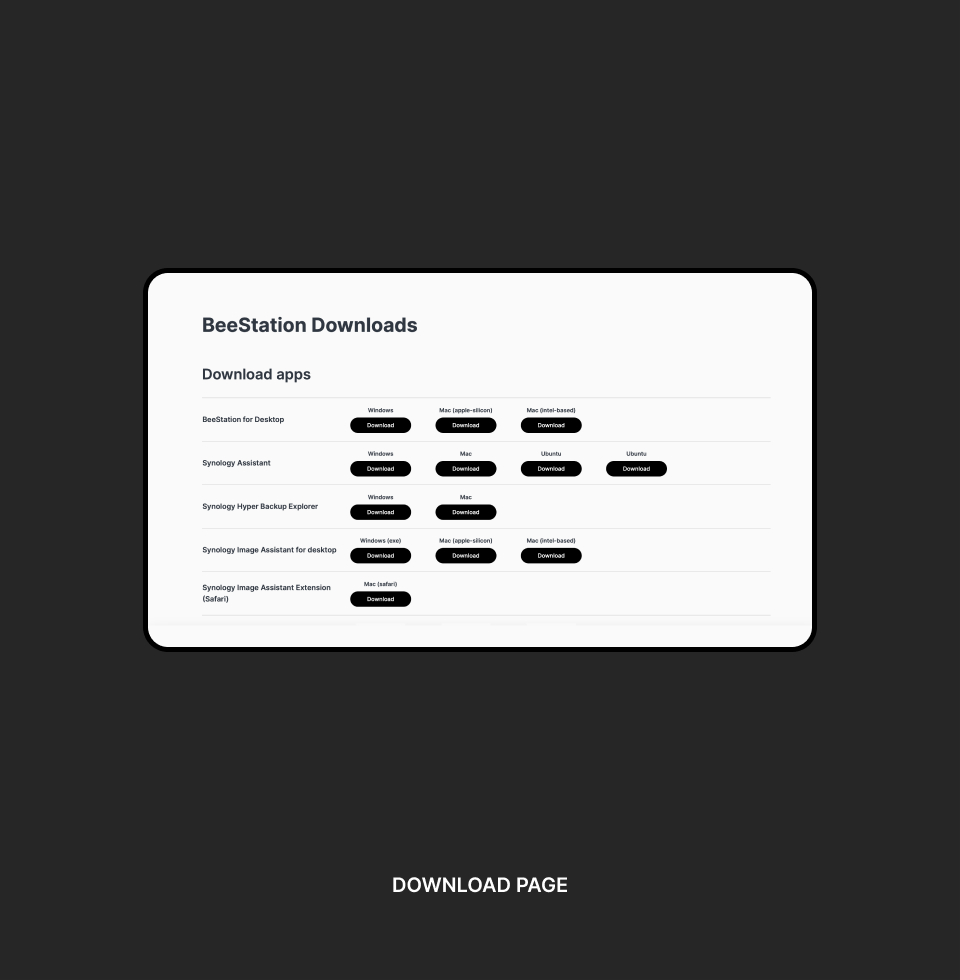 BeeStation Downloads
Download apps
Windows Mac (apple-silicon) Mac (intel-based)
BeeStation for Desktop
Download Download Download
Windows Mac Ubuntu Ubuntu
Synology Assistant
Download Download Download Download
Windows Mac
Synology Hyper Backup Explorer
Download Download
Windows (exe) Mac (apple-silicon) Mac (intel-based)
Synology Image Assistant for desktop
Download Download Download
Mac (safari)
Synology Image Assistant Extension
(Safari)
Download
DOWNLOAD PAGE